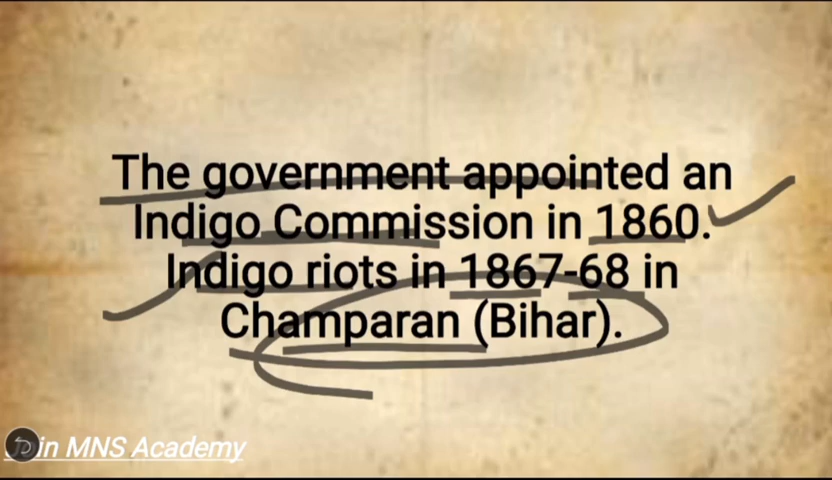 The government appointed an
Indigo Commission in 1860.
Indigo riots in 1867-68 in
Champaran (Bihar).
in MNS Academy